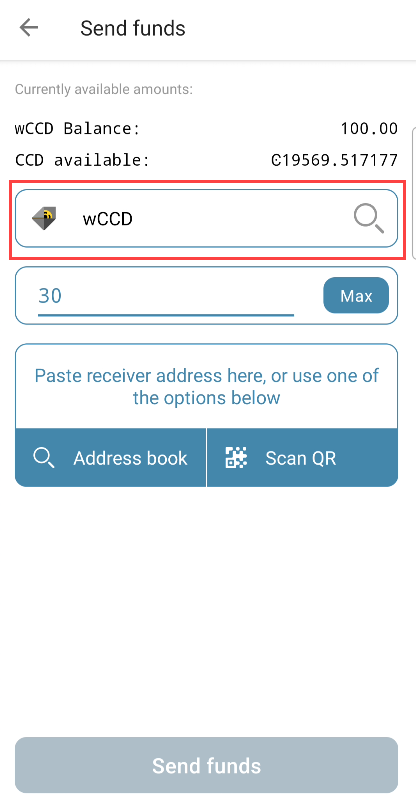 Send funds
Currently available amounts:
wCCD Balance: 100.00
CCD available: Ͼ19569.517177
wCCD
30 Max
Paste receiver address here, or use one of
the options below
Address book Scan QR
Send funds